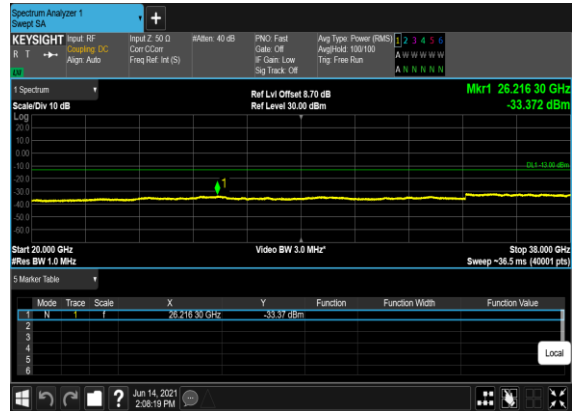 Spectrum Analyzer 1
Swept SA
+
KEYSIGHT Input: RF Input Z: 50 Ω #Atten: 40 dB PNO: Fast Avg Type: Power (RMS) 1 2 3 4 5 6
R T Coupling: DC Corr CCorr Gate: Off Avg|Hold: 100/100 A W W W W W
Align: Auto Freq Ref: Int (S) IF Gain: Low Trig: Free Run
Sig Track: Off A N N N N N
1 Spectrum Ref Lvl Offset 8.70 dB Mkr1 26.216 30 GHz
Scale/Div 10 dB Ref Level 30.00 dBm -33.372 dBm
Log
20.0
10.0
0.00
-10.0
DL1 -13.00 dBm
-20.0
-30.0
1
-40.0
-50.0
-60.0
Start 20.000 GHz Video BW 3.0 MHz* Stop 38.000 GHz
#Res BW 1.0 MHz Sweep ~36.5 ms (40001 pts)
5 Marker Table
Mode Trace Scale X Y Function Function Width Function Value
1 N 1 f 26.216 30 GHz -33.37 dBm
2
3
4
5
6
Local
? Jun 14, 2021
2:08:19 PM